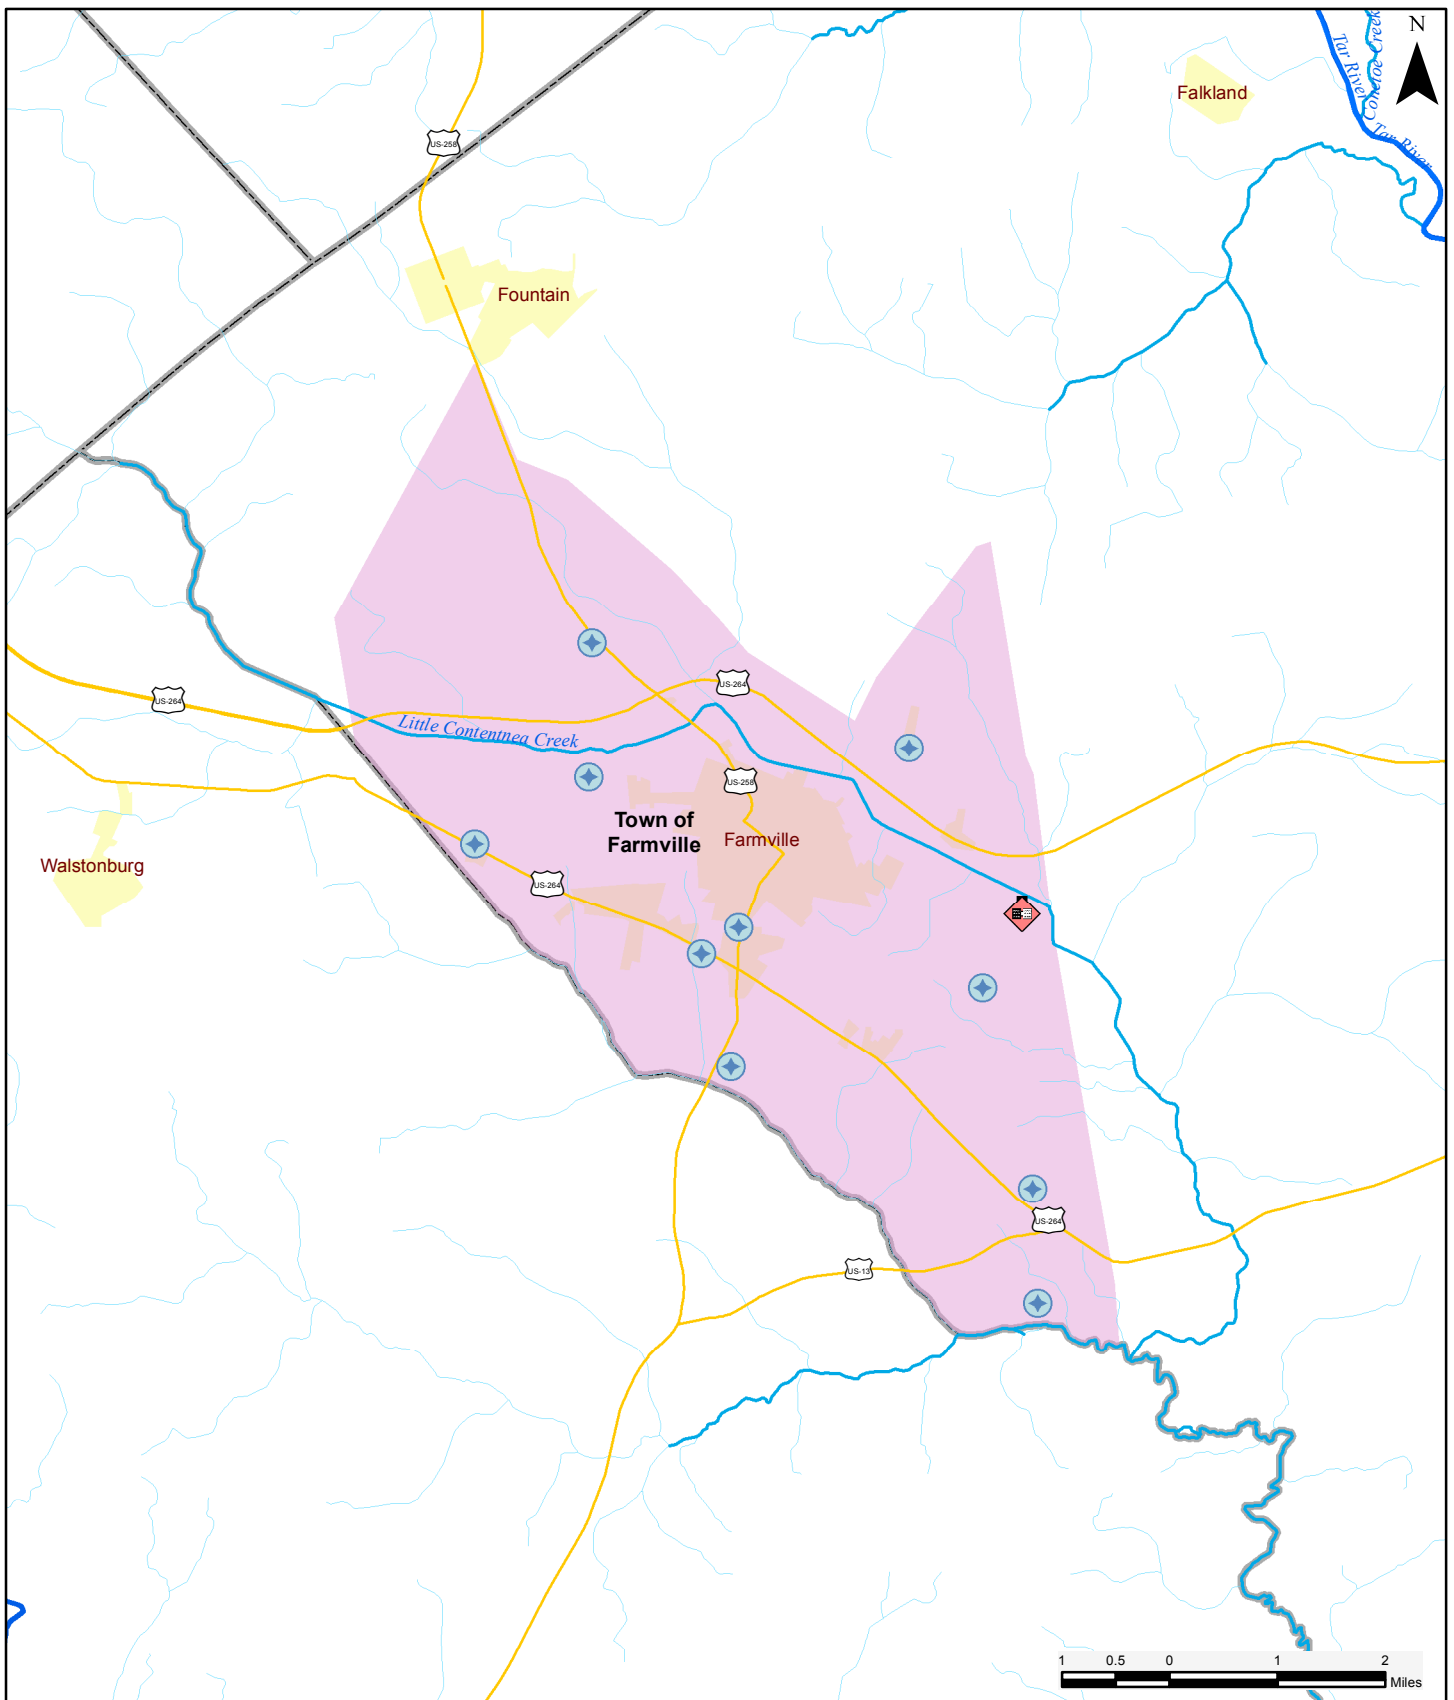 N
Tar River
Conetoe Creek
Tar River
Falkland
US-258
Fountain
US-264
US-264
Little Contentnea Creek
US-258
Town of
Farmville
Farmville
Walstonburg
US-264
US-264
US-13
1 0.5 0 1 2
Miles